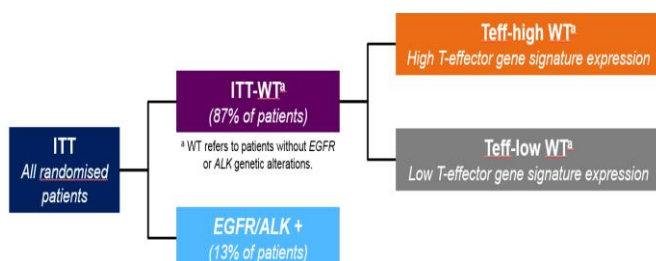 ITT
All randomised
patients
ITT-WTª
(87% of patients)
ª WT refers to patients without EGFR
or ALK genetic alterations.
EGFR/ALK +
(13% of patients)
Teff-high WTª
High T-effector gene signature expression
Teff-low WTª
Low T-effector gene signature expression